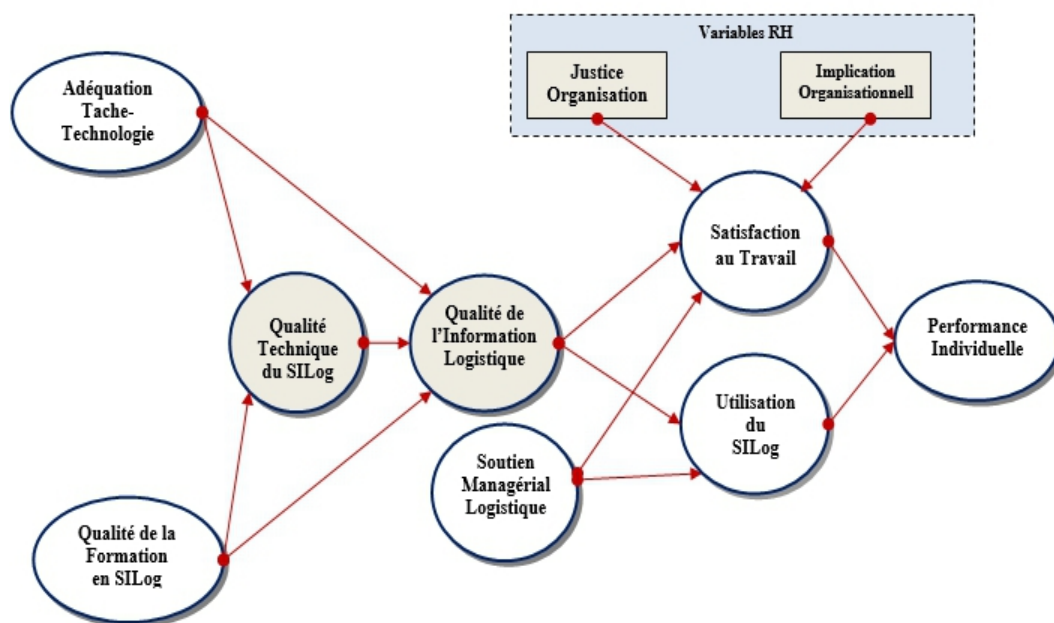 Variables RH
Justice
Organisation
Implication
Organisationnell
Adéquation
Tache-
Technologie
Satisfaction
au Travail
Qualité
Technique
du SILog
Qualité de
l'Information
Logistique
Performance
Individuelle
Utilisation
du
SILog
Soutien
Managérial
Logistique
Qualité de la
Formation
en SILog